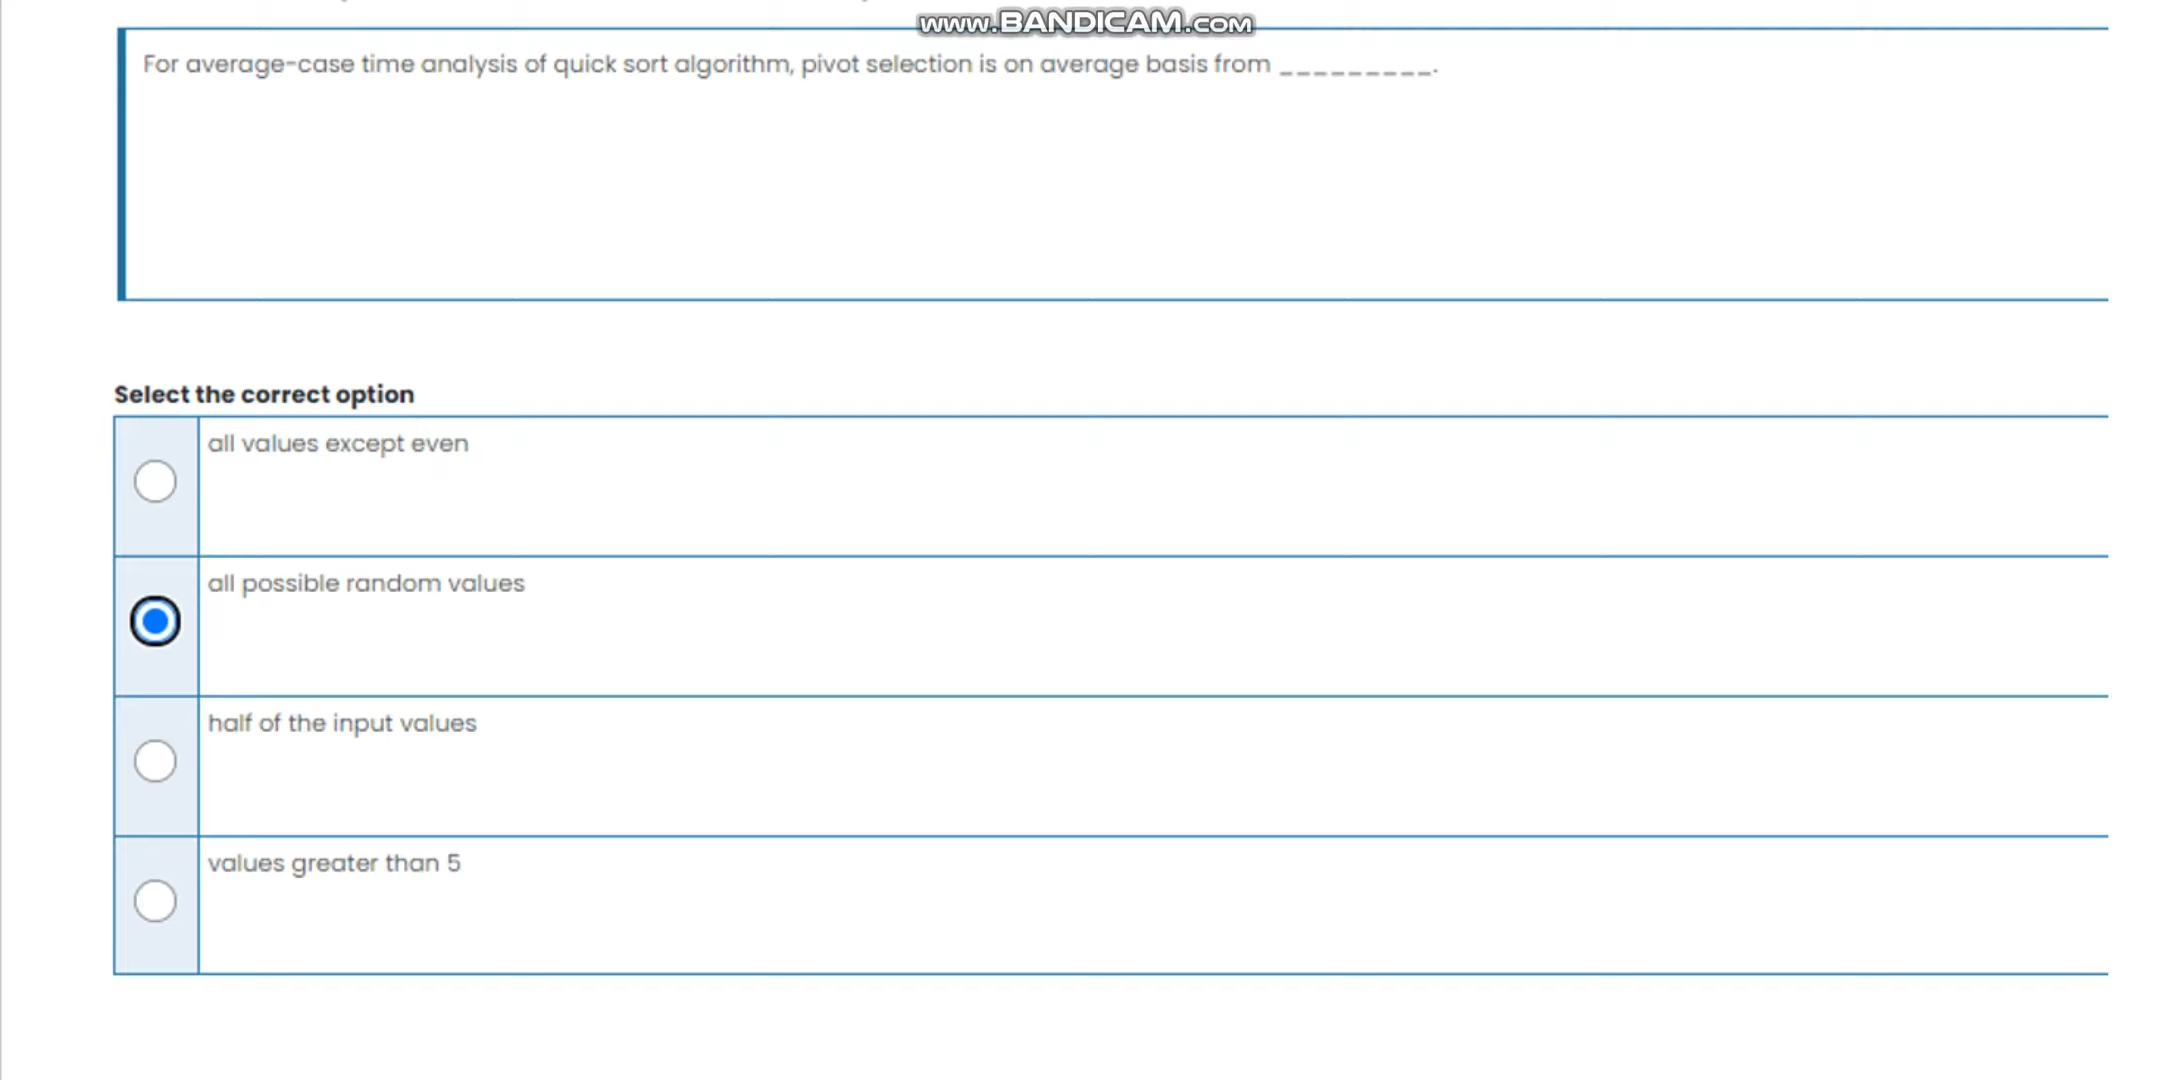 www.BANDICAM.com
For average-case time analysis of quick sort algorithm, pivot selection is on average basis from _________.
Select the correct option
all values except even
all possible random values
half of the input values
values greater than 5